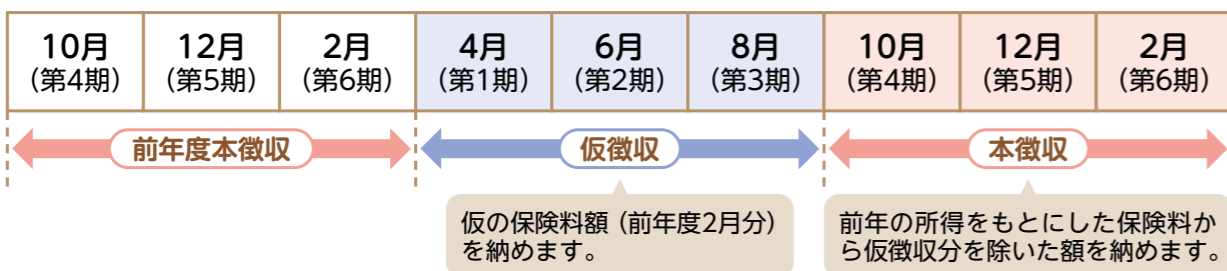 10月 12月 2月 4月 6月 8月 10月 12月 2月
(第4期) (第5期) (第6期) (第1期) (第2期) (第3期) (第4期) (第5期) (第6期)
前年度本徴収 仮徴収 本徴収
仮の保険料額(前年度2月分)
を納めます。
前年の所得をもとにした保険料か
ら仮徴収分を除いた額を納めます。